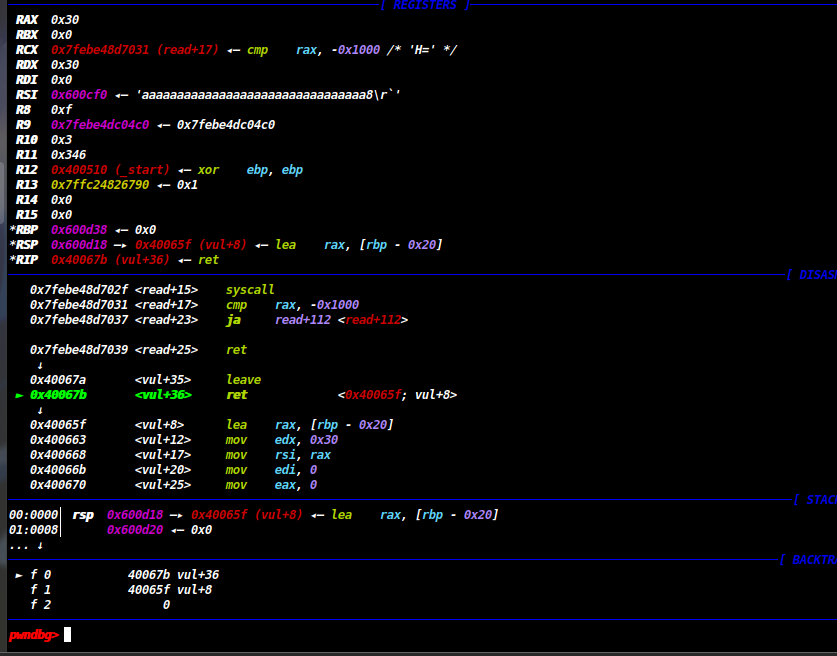 [ REGISTERS ]
RAX  0x30
RBX  0x0
RCX  0x7febe48d7031 (read+17) ◂— cmp    rax, -0x1000 /* 'H=' */
RDX  0x30
RDI  0x0
RSI  0x600cf0 ◂— 'aaaaaaaaaaaaaaaaaaaaaaaaaaaaaaaa8\r`'
R8   0xf
R9   0x7febe4dc04c0 ◂— 0x7febe4dc04c0
R10  0x3
R11  0x346
R12  0x400510 (_start) ◂— xor    ebp, ebp
R13  0x7ffc24826790 ◂— 0x1
R14  0x0
R15  0x0
*RBP  0x600d38 ◂— 0x0
*RSP  0x600d18 —▸ 0x40065f (vul+8) ◂— lea    rax, [rbp - 0x20]
*RIP  0x40067b (vul+36) ◂— ret
[ DISAS
0x7febe48d702f <read+15>    syscall
0x7febe48d7031 <read+17>    cmp    rax, -0x1000
0x7febe48d7037 <read+23>    ja     read+112 <read+112>
0x7febe48d7039 <read+25>    ret
↓
0x40067a       <vul+35>     leave
► 0x40067b       <vul+36>     ret             <0x40065f; vul+8>
↓
0x40065f       <vul+8>      lea    rax, [rbp - 0x20]
0x400663       <vul+12>     mov    edx, 0x30
0x400668       <vul+17>     mov    rsi, rax
0x40066b       <vul+20>     mov    edi, 0
0x400670       <vul+25>     mov    eax, 0
[ STACK
00:0000│ rsp  0x600d18 —▸ 0x40065f (vul+8) ◂— lea    rax, [rbp - 0x20]
01:0008│      0x600d20 ◂— 0x0
... ↓
[ BACKTR
► f 0           40067b vul+36
f 1           40065f vul+8
f 2                0
pwndbg>